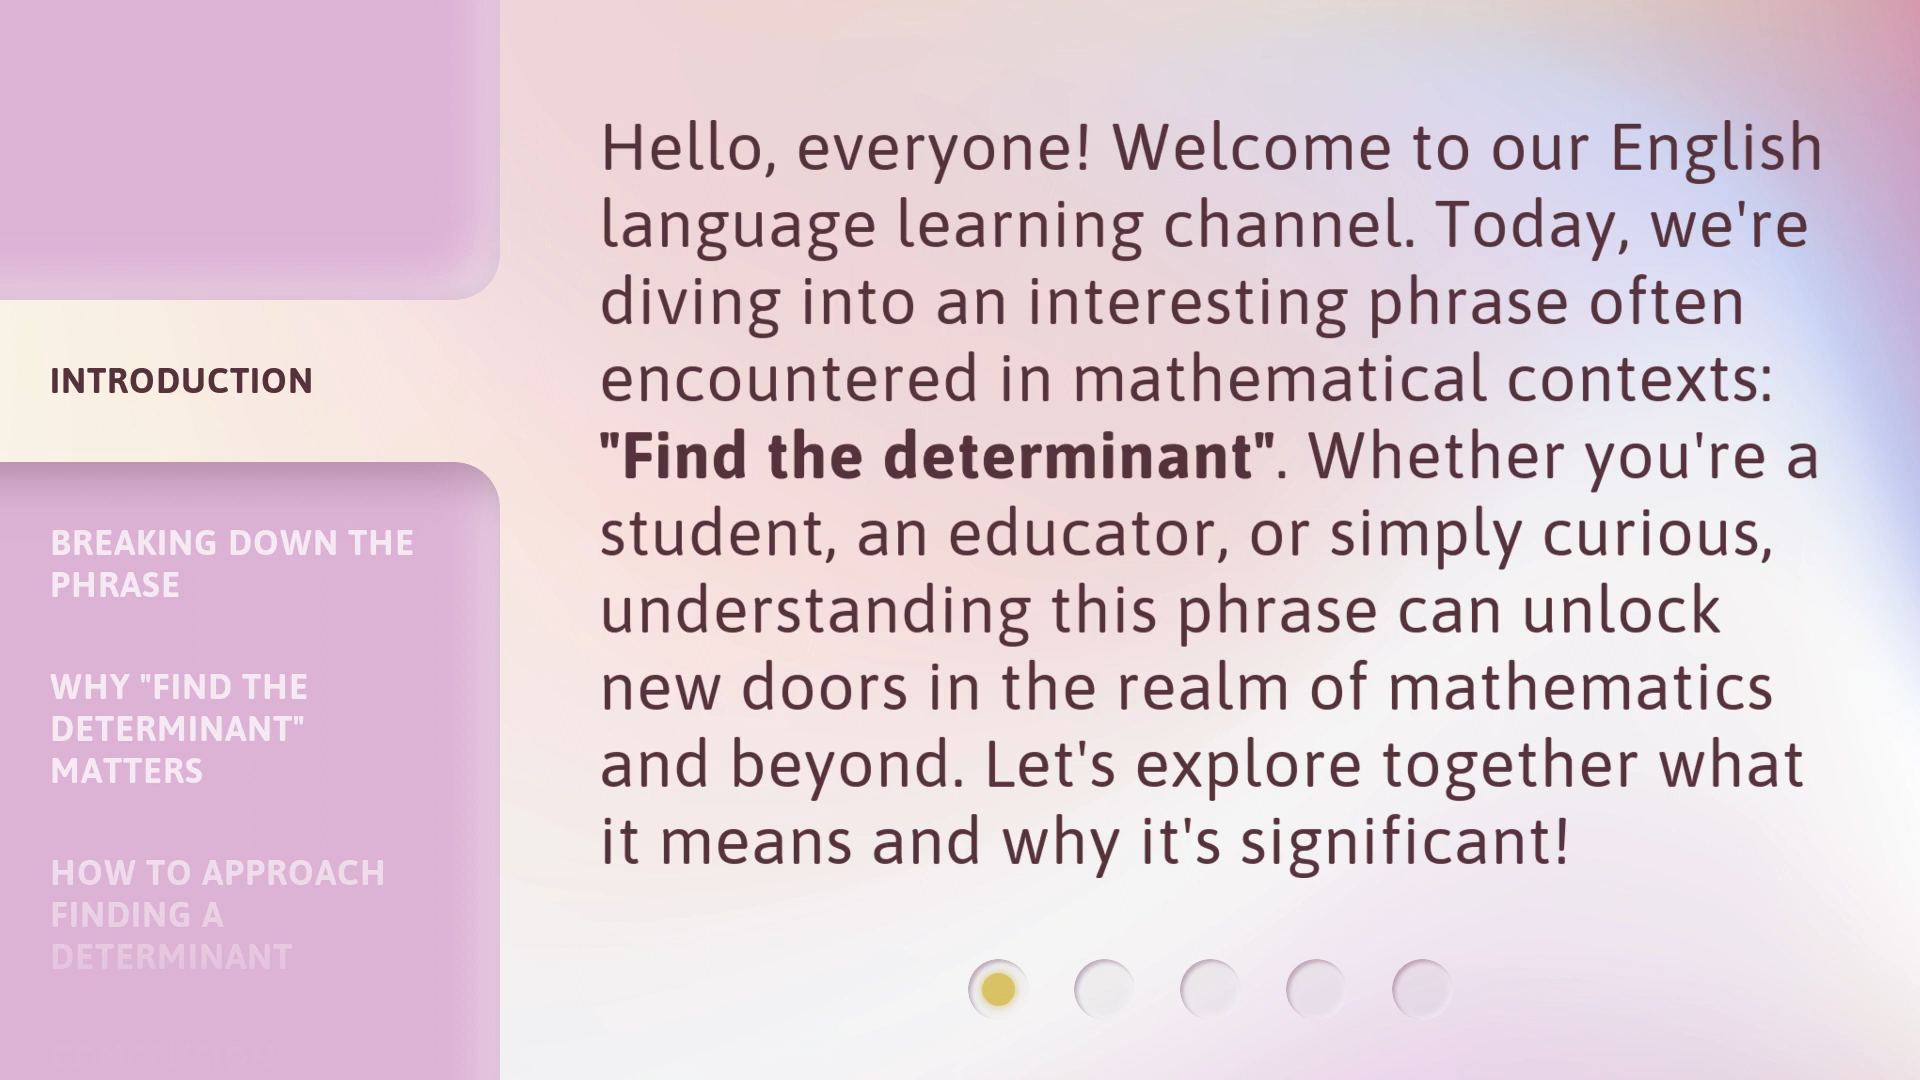 INTRODUCTION
BREAKING DOWN THE
PHRASE
WHY "FIND THE
DETERMINANT"
MATTERS
HOW TO APPROACH
FINDING A
DETERMINANT
CONCLUSION
Hello, everyone! Welcome to our English
language learning channel. Today, we're
diving into an interesting phrase often
encountered in mathematical contexts:
"Find the determinant". Whether you're a
student, an educator, or simply curious,
understanding this phrase can unlock
new doors in the realm of mathematics
and beyond. Let's explore together what
it means and why it's significant!